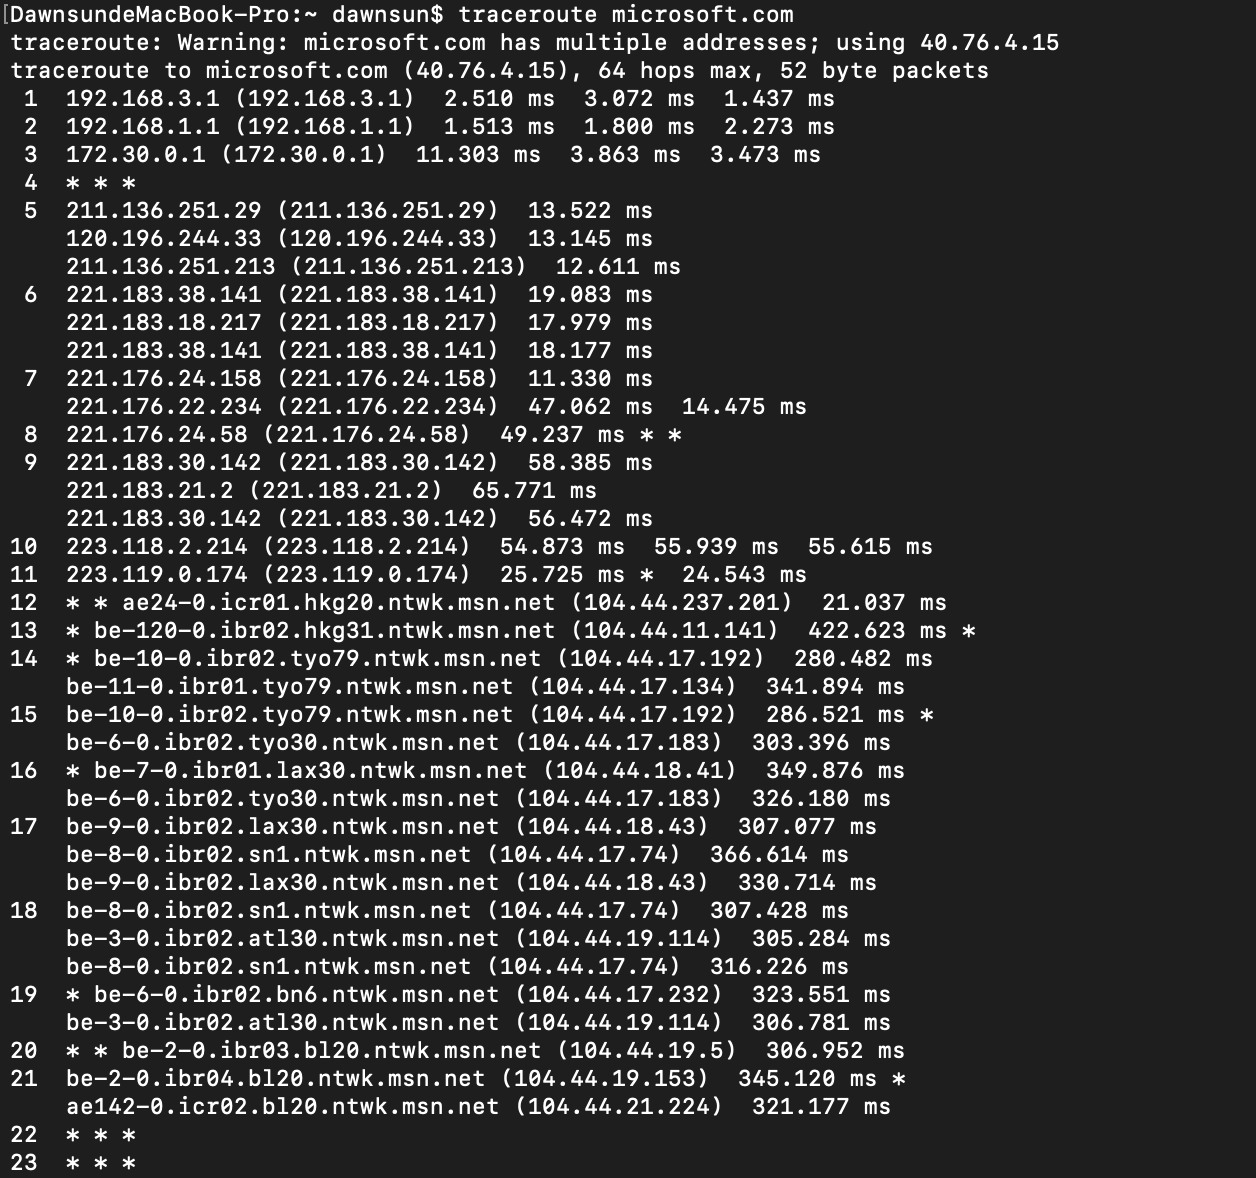 [DawnsundeMacBook-Pro:~ dawnsun$ traceroute microsoft.com
traceroute: Warning: microsoft.com has multiple addresses; using 40.76.4.15
traceroute to microsoft.com (40.76.4.15), 64 hops max, 52 byte packets
 1  192.168.3.1 (192.168.3.1)  2.510 ms  3.072 ms  1.437 ms
 2  192.168.1.1 (192.168.1.1)  1.513 ms  1.800 ms  2.273 ms
 3  172.30.0.1 (172.30.0.1)  11.303 ms  3.863 ms  3.473 ms
 4  * * *
 5  211.136.251.29 (211.136.251.29)  13.522 ms
    120.196.244.33 (120.196.244.33)  13.145 ms
    211.136.251.213 (211.136.251.213)  12.611 ms
 6  221.183.38.141 (221.183.38.141)  19.083 ms
    221.183.18.217 (221.183.18.217)  17.979 ms
    221.183.38.141 (221.183.38.141)  18.177 ms
 7  221.176.24.158 (221.176.24.158)  11.330 ms
    221.176.22.234 (221.176.22.234)  47.062 ms  14.475 ms
 8  221.176.24.58 (221.176.24.58)  49.237 ms * *
 9  221.183.30.142 (221.183.30.142)  58.385 ms
    221.183.21.2 (221.183.21.2)  65.771 ms
    221.183.30.142 (221.183.30.142)  56.472 ms
10  223.118.2.214 (223.118.2.214)  54.873 ms  55.939 ms  55.615 ms
11  223.119.0.174 (223.119.0.174)  25.725 ms *  24.543 ms
12  * * ae24-0.icr01.hkg20.ntwk.msn.net (104.44.237.201)  21.037 ms
13  * be-120-0.ibr02.hkg31.ntwk.msn.net (104.44.11.141)  422.623 ms *
14  * be-10-0.ibr02.tyo79.ntwk.msn.net (104.44.17.192)  280.482 ms
    be-11-0.ibr01.tyo79.ntwk.msn.net (104.44.17.134)  341.894 ms
15  be-10-0.ibr02.tyo79.ntwk.msn.net (104.44.17.192)  286.521 ms *
    be-6-0.ibr02.tyo30.ntwk.msn.net (104.44.17.183)  303.396 ms
16  * be-7-0.ibr01.lax30.ntwk.msn.net (104.44.18.41)  349.876 ms
    be-6-0.ibr02.tyo30.ntwk.msn.net (104.44.17.183)  326.180 ms
17  be-9-0.ibr02.lax30.ntwk.msn.net (104.44.18.43)  307.077 ms
    be-8-0.ibr02.sn1.ntwk.msn.net (104.44.17.74)  366.614 ms
    be-9-0.ibr02.lax30.ntwk.msn.net (104.44.18.43)  330.714 ms
18  be-8-0.ibr02.sn1.ntwk.msn.net (104.44.17.74)  307.428 ms
    be-3-0.ibr02.atl30.ntwk.msn.net (104.44.19.114)  305.284 ms
    be-8-0.ibr02.sn1.ntwk.msn.net (104.44.17.74)  316.226 ms
19  * be-6-0.ibr02.bn6.ntwk.msn.net (104.44.17.232)  323.551 ms
    be-3-0.ibr02.atl30.ntwk.msn.net (104.44.19.114)  306.781 ms
20  * * be-2-0.ibr03.bl20.ntwk.msn.net (104.44.19.5)  306.952 ms
21  be-2-0.ibr04.bl20.ntwk.msn.net (104.44.19.153)  345.120 ms *
    ae142-0.icr02.bl20.ntwk.msn.net (104.44.21.224)  321.177 ms
22  * * *
23  * * *